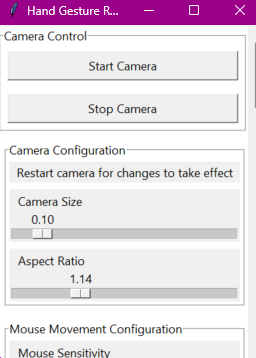 Hand Gesture R...
Camera Control
Start Camera
Stop Camera
Camera Configuration
Restart camera for changes to take effect
Camera Size
0.10
Aspect Ratio
1.14
Mouse Movement Configuration
Mouse Sensitivity